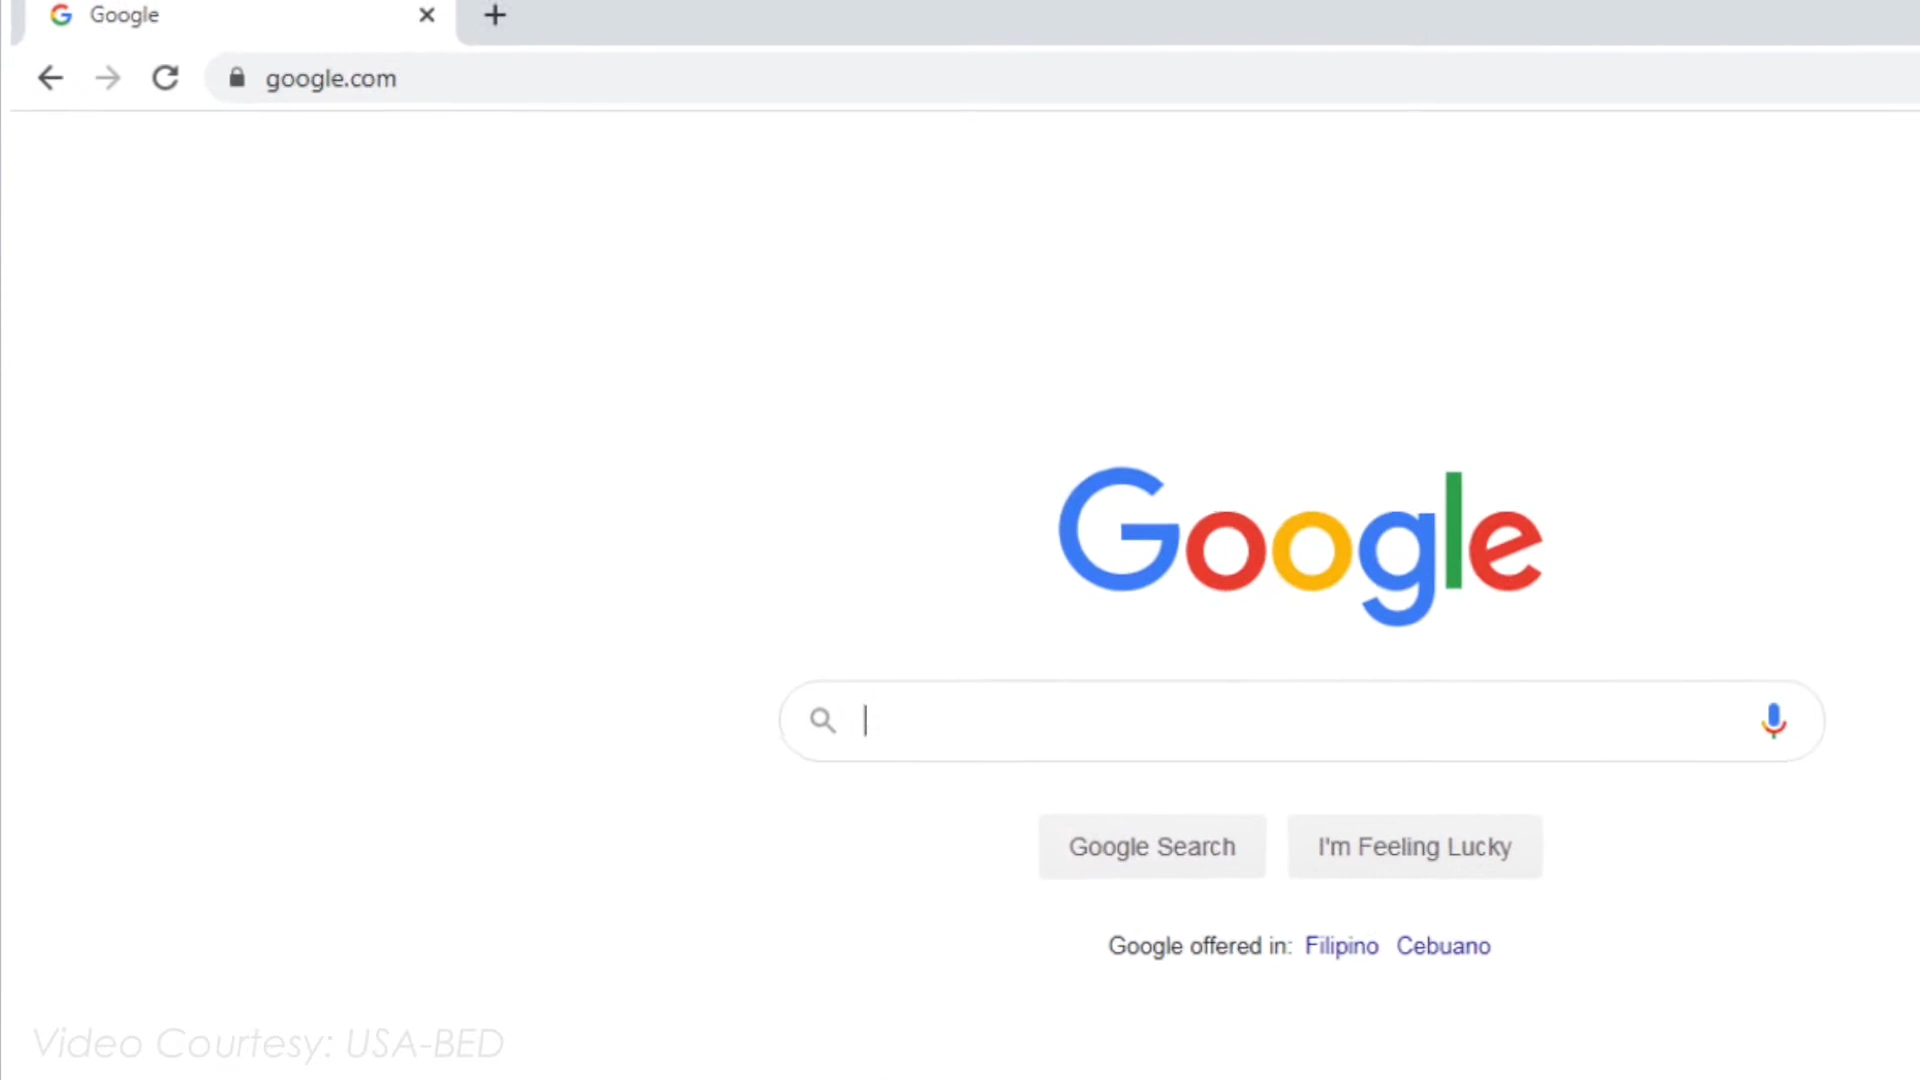 Google
google.com
Google
Google Search I'm Feeling Lucky
Google offered in: Filipino Cebuano
Video Courtesy: USA-BED